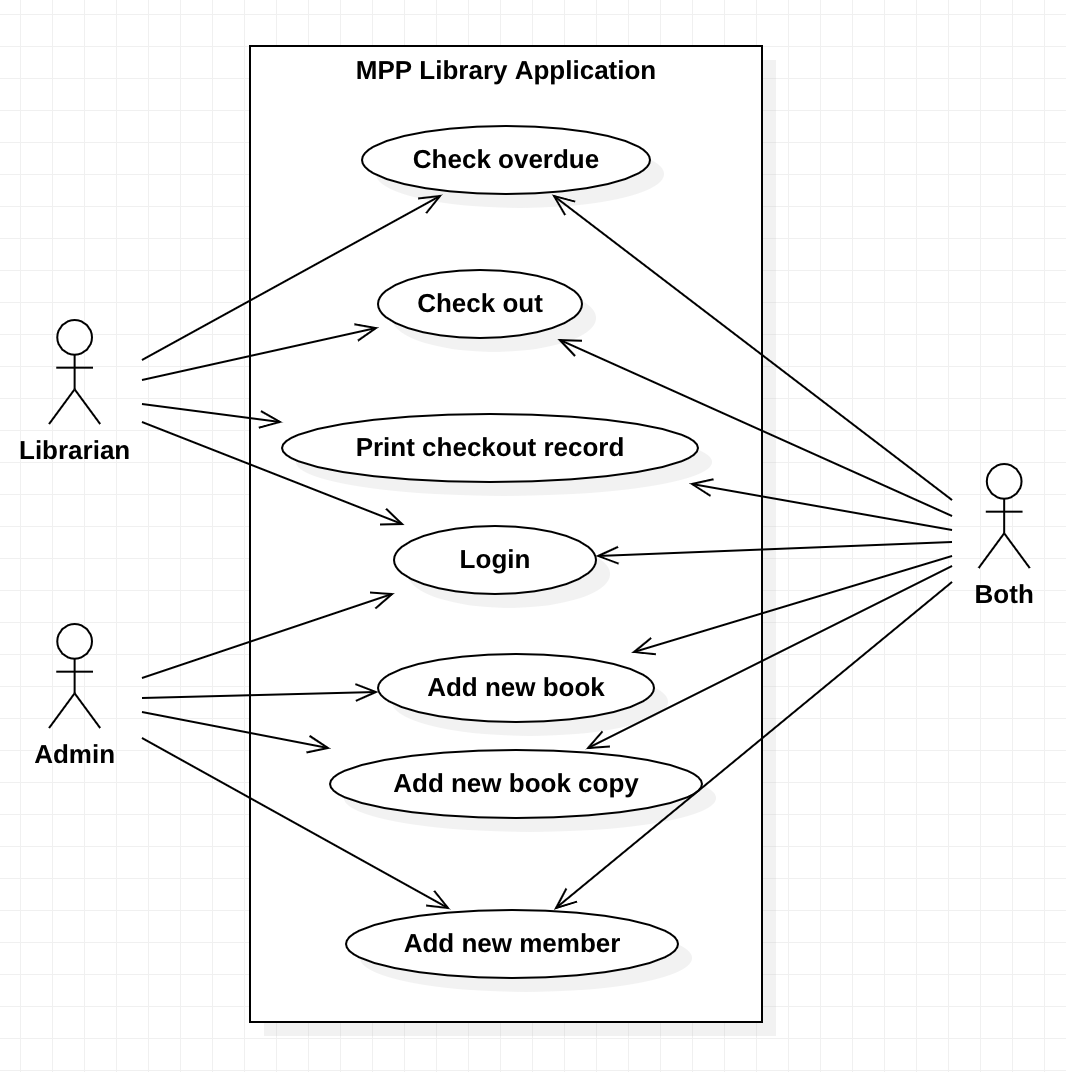 MPP Library Application
Check overdue
Check out
Librarian
Print checkout record
Login
Both
Add new book
Admin
Add new book copy
Add new member